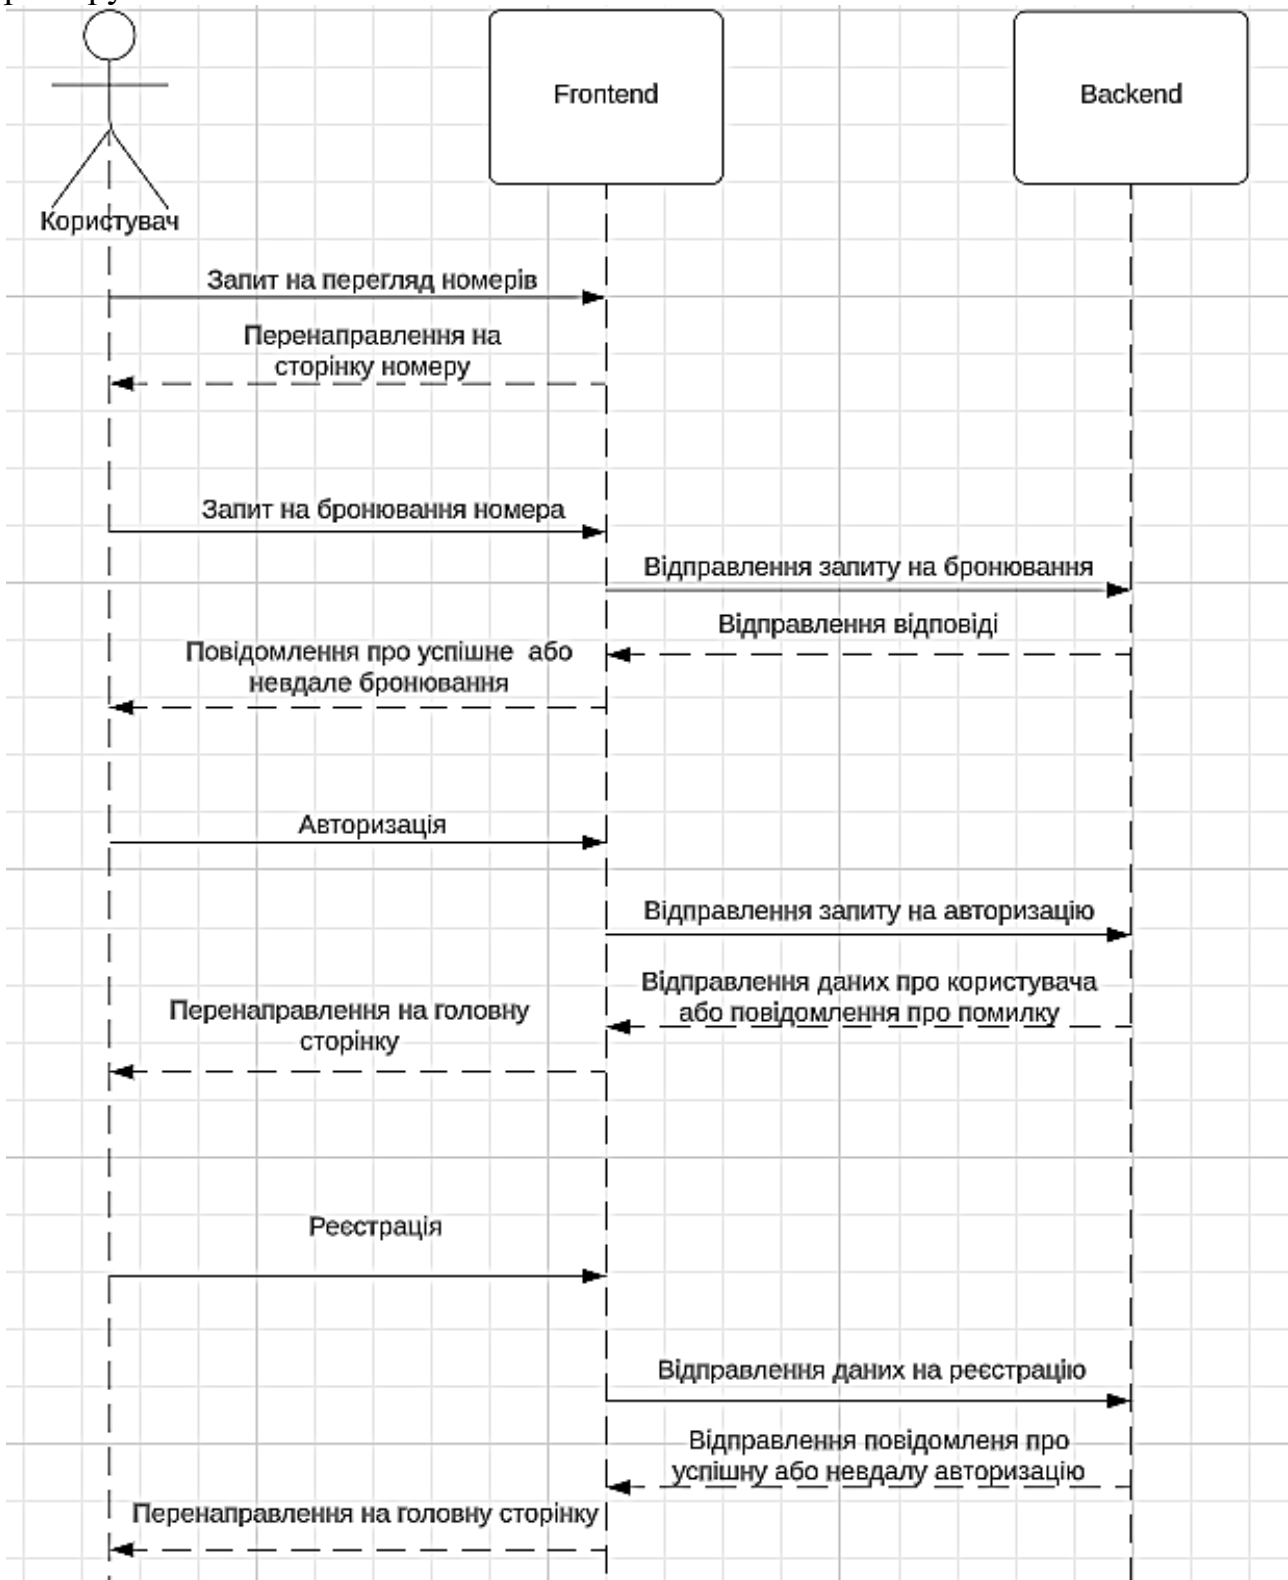 Frontend
Backend
Користувач
Запит на перегляд номерів
Перенаправлення на
сторінку номеру
Запит на бронювання номера
Відправлення запиту на бронювання
Відправлення відповіді
Повідомлення про успішне або
невдале бронювання
Авторизація
Відправлення запиту на авторизацію
Відправлення даних про користувача
або повідомлення про помилку
Перенаправлення на головну
сторінку
Реєстрація
Відправлення даних на реєстрацію
Відправлення повідомленя про
успішну або невдалу авторизацію
Перенаправлення на головну сторінку